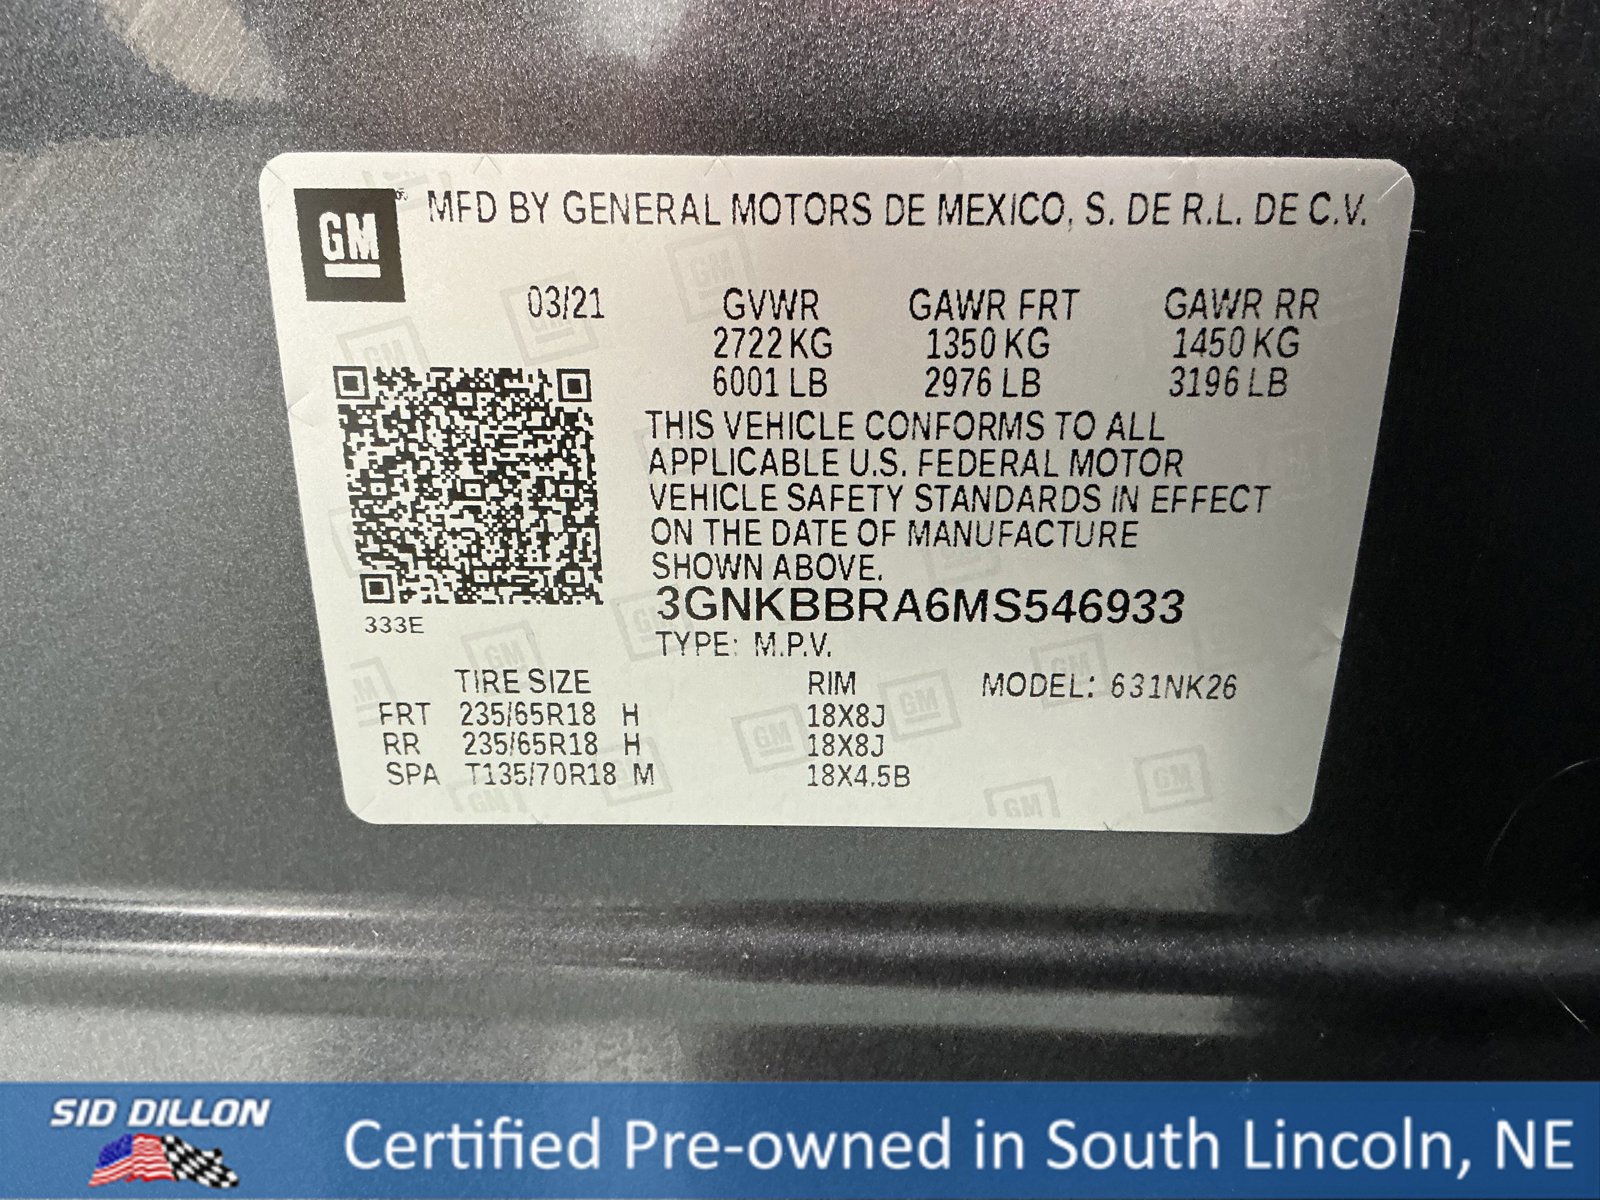 GM
MFD BY GENERAL MOTORS DE MEXICO, S. DE R.L. DE C.V.
03/21 GVWR GAWR FRT GAWR RR
2722 KG 1350 KG 1450 KG
6001 LB 2976 LB 3196 LB
THIS VEHICLE CONFORMS TO ALL
APPLICABLE U.S. FEDERAL MOTOR
VEHICLE SAFETY STANDARDS IN EFFECT
ON THE DATE OF MANUFACTURE
SHOWN ABOVE.
3GNKBBRA6MS546933
333E
TYPE: M.P.V.
TIRE SIZE RIM MODEL: 631NK26
FRT 235/65R18 H 18X8J
RR 235/65R18 H 18X8J
SPA T135/70R18 M 18X4.5B
SID DILLON
Certified Pre-owned in South Lincoln, NE